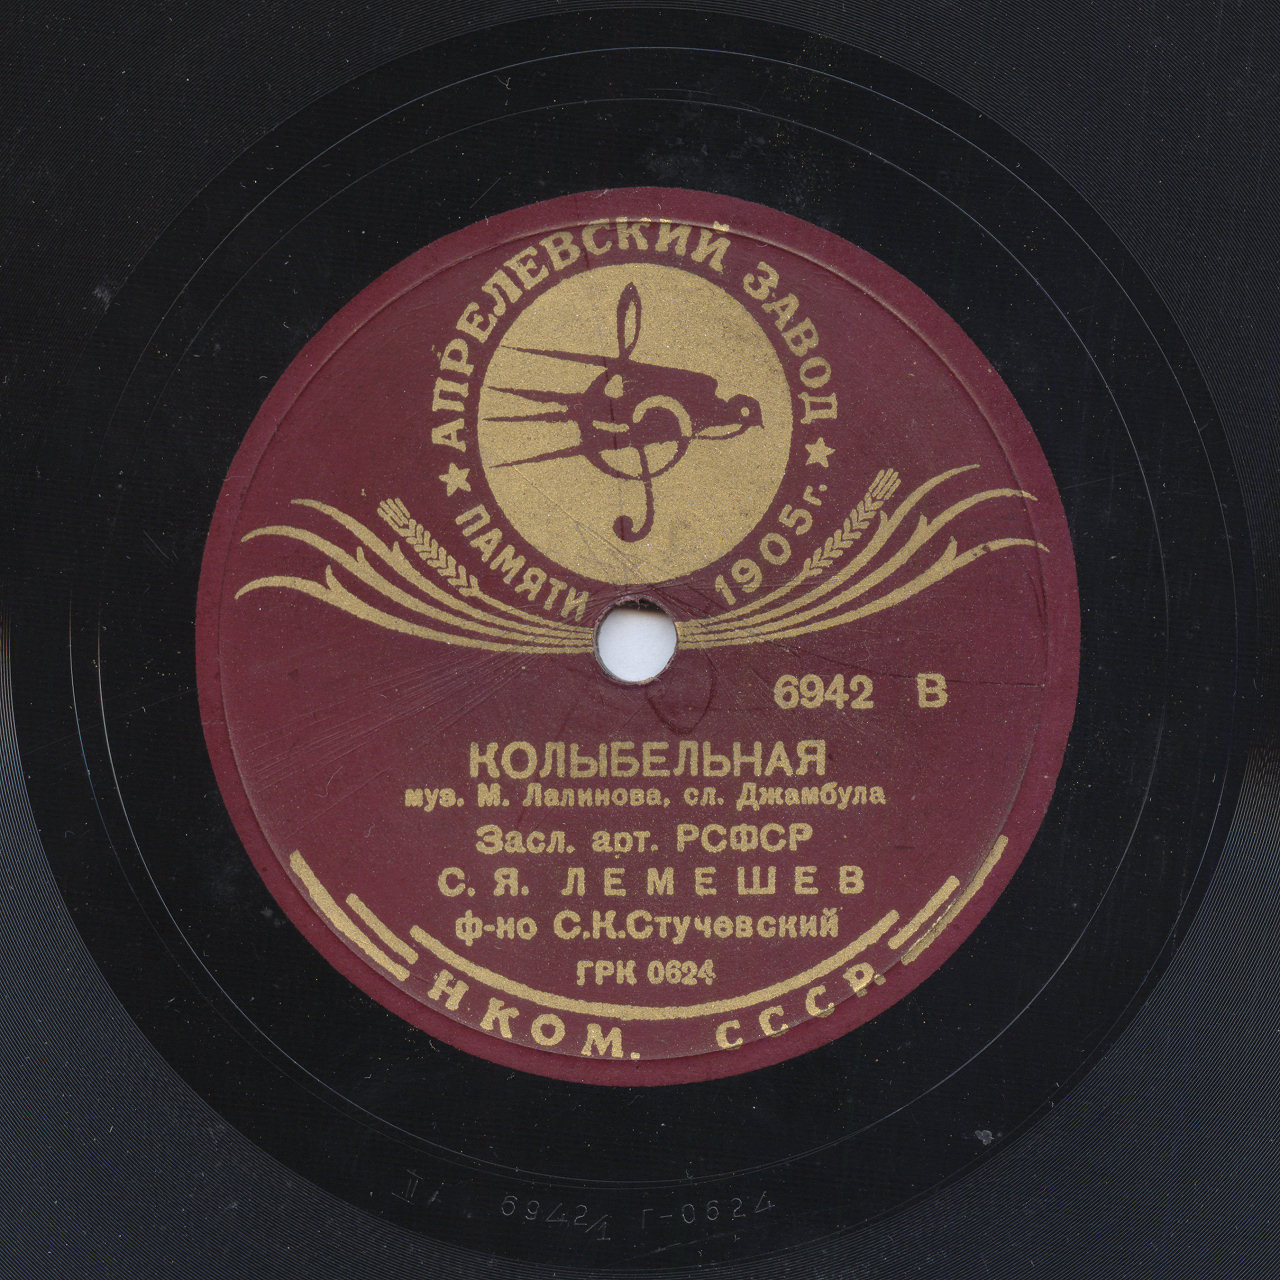 ★ АПРЕЛЕВСКИЙ ЗАВОД ★
ПАМЯТИ 1905 г.
6942 В
КОЛЫБЕЛЬНАЯ
муз. М. Лалинова, сл. Джамбула
Засл. арт. РСФСР
С. Я. ЛЕМЕШЕВ
ф-но С.К.Стучевский
ГРК 0624
НКОМ. СССР.
II 6942/1 Г-0624